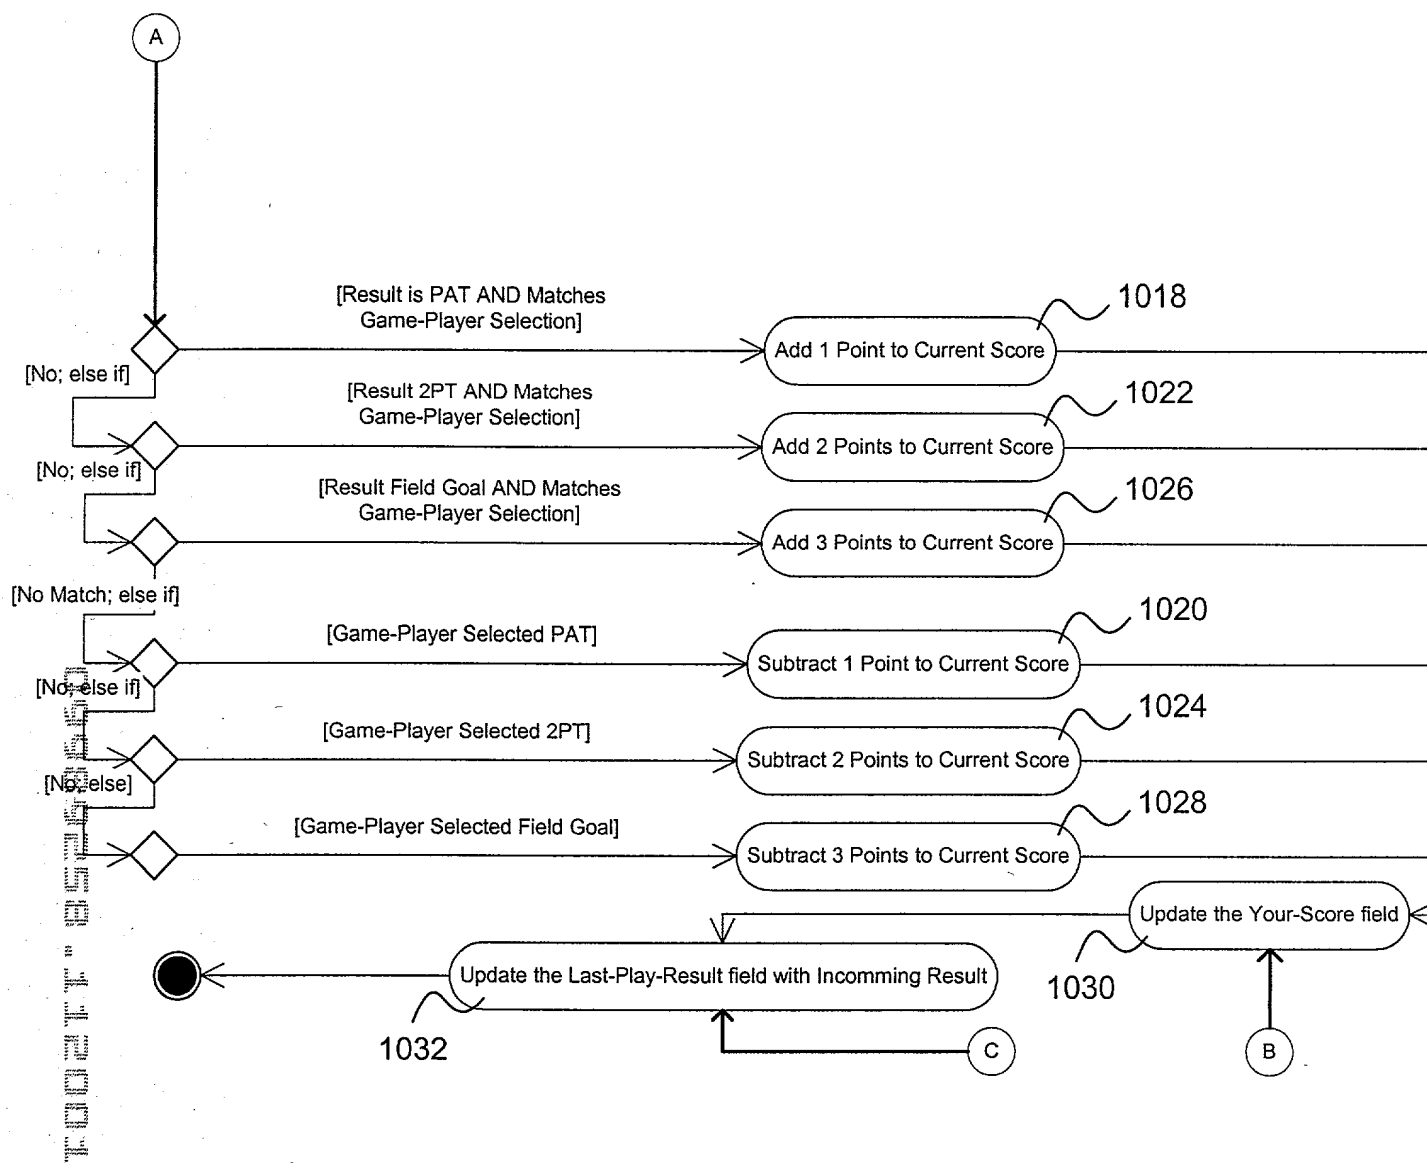 A
[Result is PAT AND Matches
Game-Player Selection]
1018
Add 1 Point to Current Score
[No; else if]
[Result 2PT AND Matches
Game-Player Selection]
1022
Add 2 Points to Current Score
[No; else if]
[Result Field Goal AND Matches
Game-Player Selection]
1026
Add 3 Points to Current Score
[No Match; else if]
[Game-Player Selected PAT]
1020
Subtract 1 Point to Current Score
[No; else if]
[Game-Player Selected 2PT]
1024
Subtract 2 Points to Current Score
[No; else]
[Game-Player Selected Field Goal]
1028
Subtract 3 Points to Current Score
Update the Your-Score field
1030
Update the Last-Play-Result field with Incomming Result
1032
C
B